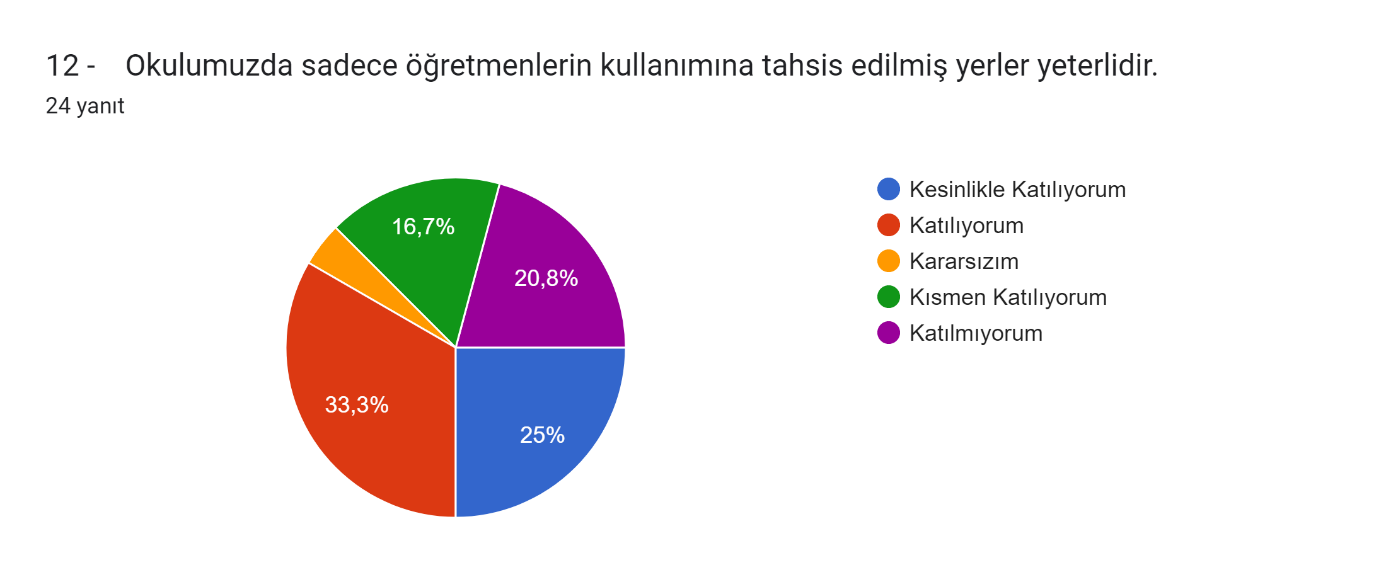 12 -    Okulumuzda sadece öğretmenlerin kullanımına tahsis edilmiş yerler yeterlidir.
24 yanıt
Kesinlikle Katılıyorum
Katılıyorum
Kararsızım
Kısmen Katılıyorum
Katılmıyorum
16,7%
20,8%
33,3%
25%